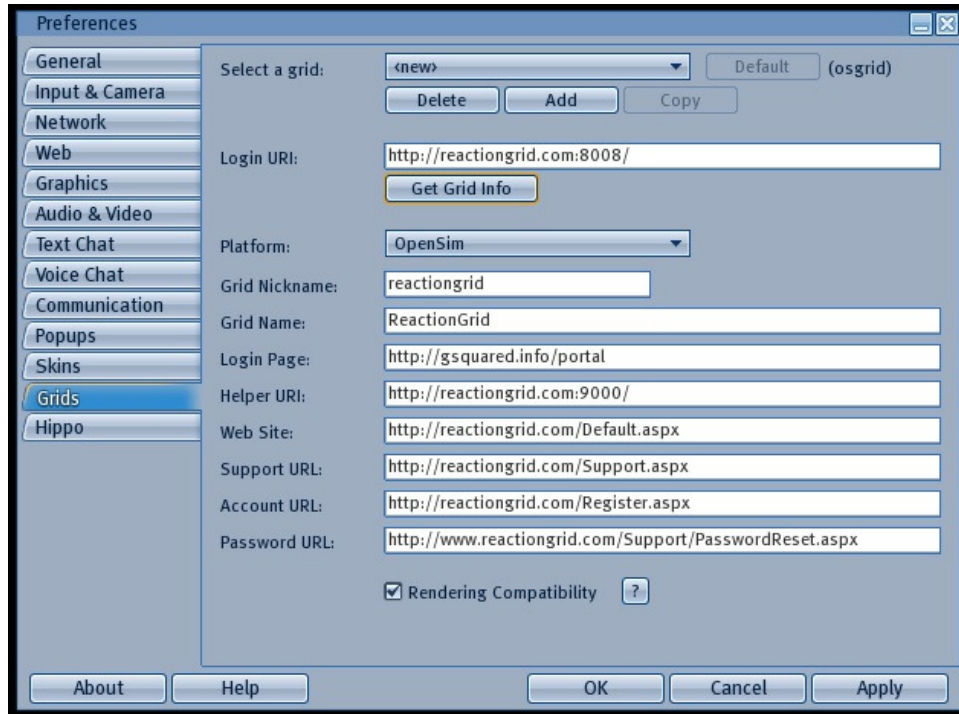 Preferences
General
Input & Camera
Network
Web
Graphics
Audio & Video
Text Chat
Voice Chat
Communication
Popups
Skins
Grids
Hippo
Select a grid: <new> Default (osgrid)
Delete Add Copy
Login URI: http://reactiongrid.com:8008/
Get Grid Info
Platform: OpenSim
Grid Nickname: reactiongrid
Grid Name: ReactionGrid
Login Page: http://gsquared.info/portal
Helper URI: http://reactiongrid.com:9000/
Web Site: http://reactiongrid.com/Default.aspx
Support URL: http://reactiongrid.com/Support.aspx
Account URL: http://reactiongrid.com/Register.aspx
Password URL: http://www.reactiongrid.com/Support/PasswordReset.aspx
Rendering Compatibility ?
About Help OK Cancel Apply